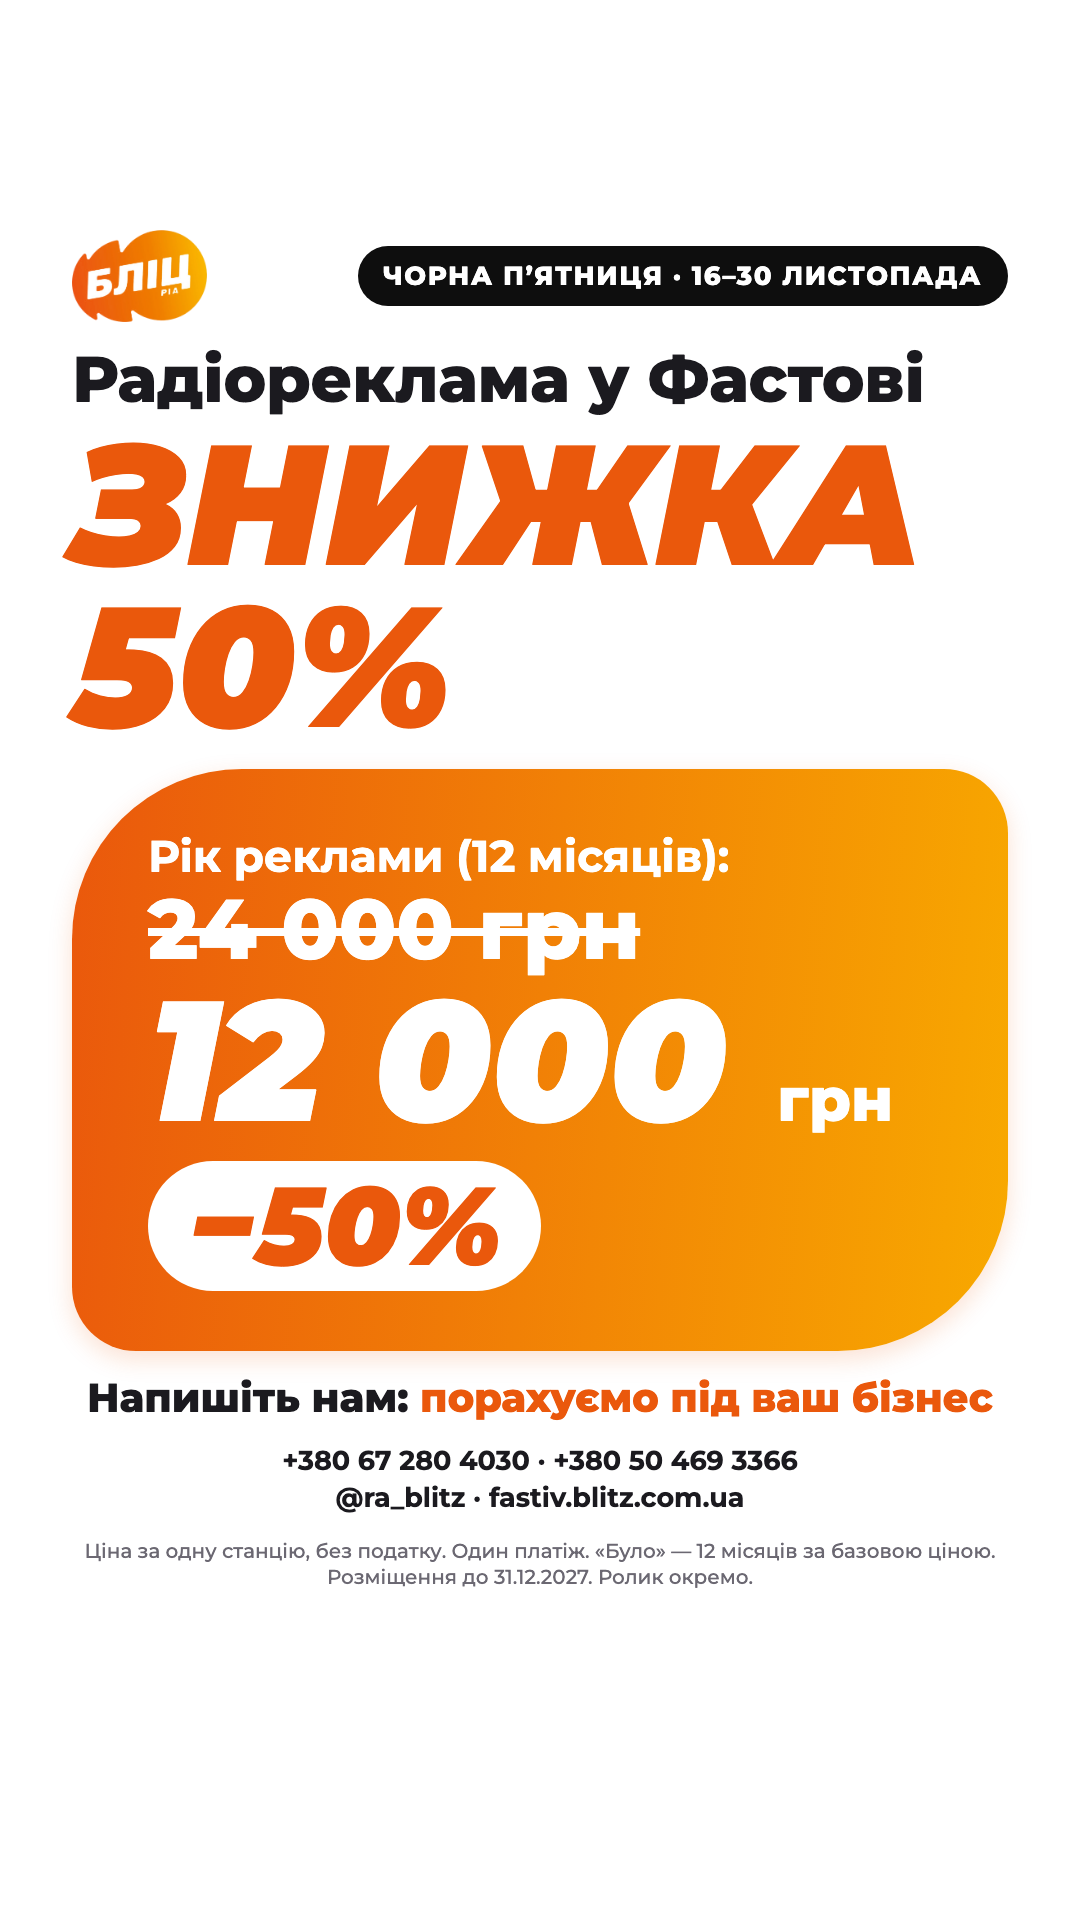 БЛІЦ
РІА
ЧОРНА П’ЯТНИЦЯ · 16–30 ЛИСТОПАДА
Радіореклама у Фастові
ЗНИЖКА
50%
Рік реклами (12 місяців):
24 000 грн
12 000 грн
–50%
Напишіть нам: порахуємо під ваш бізнес
+380 67 280 4030 · +380 50 469 3366
@ra_blitz · fastiv.blitz.com.ua
Ціна за одну станцію, без податку. Один платіж. «Було» — 12 місяців за базовою ціною.
Розміщення до 31.12.2027. Ролик окремо.